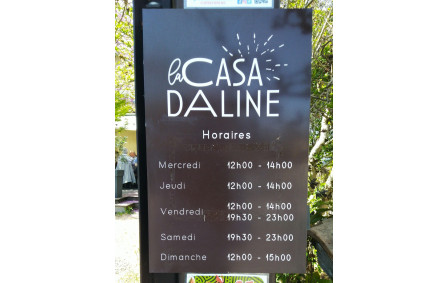 la CASA
DALINE
Horaires
Mercredi 12h00 - 14h00
Jeudi 12h00 - 14h00
Vendredi 12h00 - 14h00
19h30 - 23h00
Samedi 19h30 - 23h00
Dimanche 12h00 - 15h00